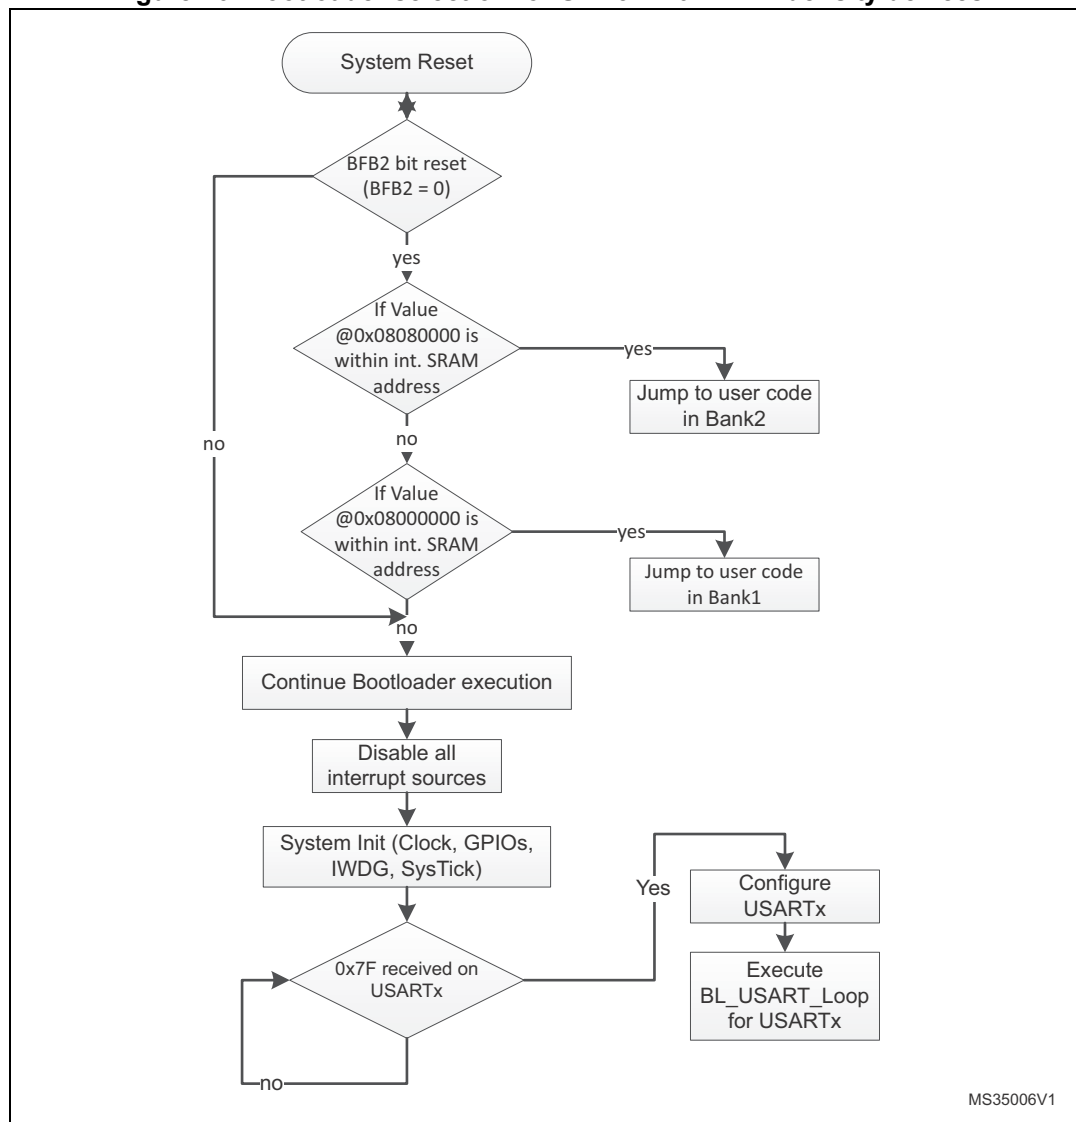 System Reset
BFB2 bit reset
(BFB2 = 0)
yes
If Value
@0x08080000 is
within int. SRAM
address
yes
Jump to user code
in Bank2
no
no
If Value
@0x08000000 is
within int. SRAM
address
yes
Jump to user code
in Bank1
no
Continue Bootloader execution
Disable all
interrupt sources
System Init (Clock, GPIOs,
IWDG, SysTick)
0x7F received on
USARTx
Yes
Configure
USARTx
Execute
BL_USART_Loop
for USARTx
no
MS35006V1